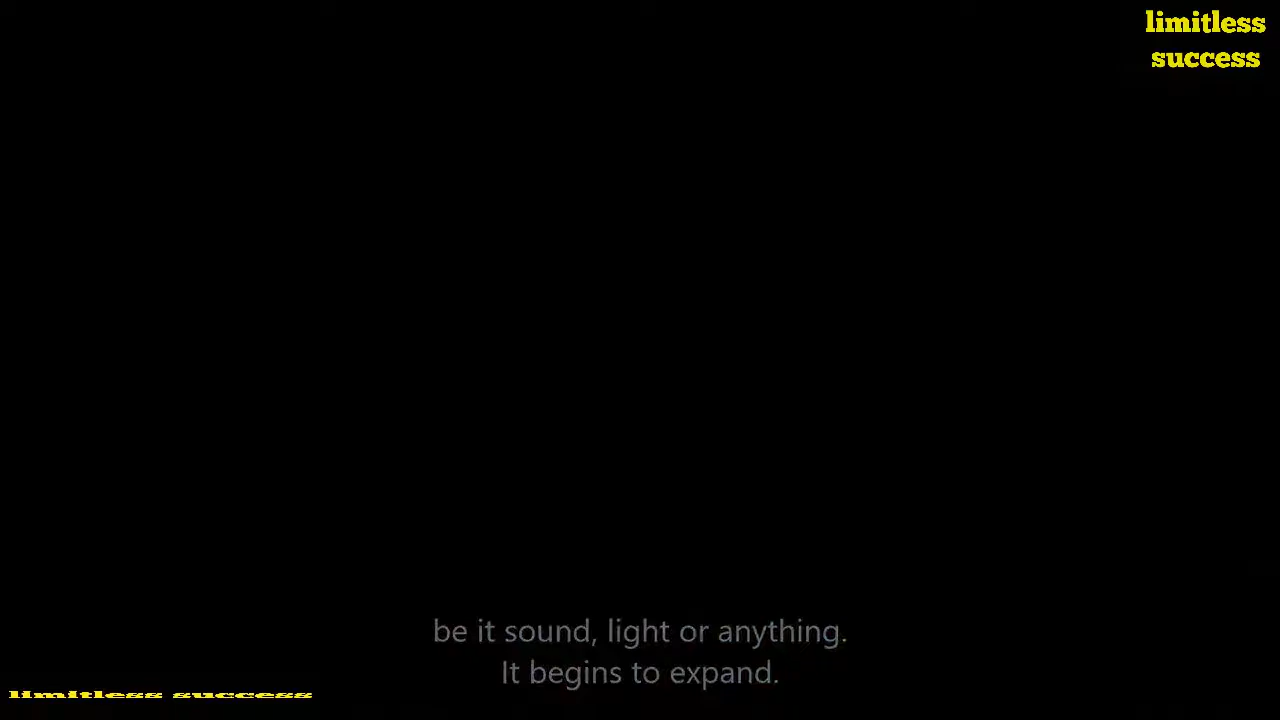 limitless
success
be it sound, light or anything.
It begins to expand.
limitless success